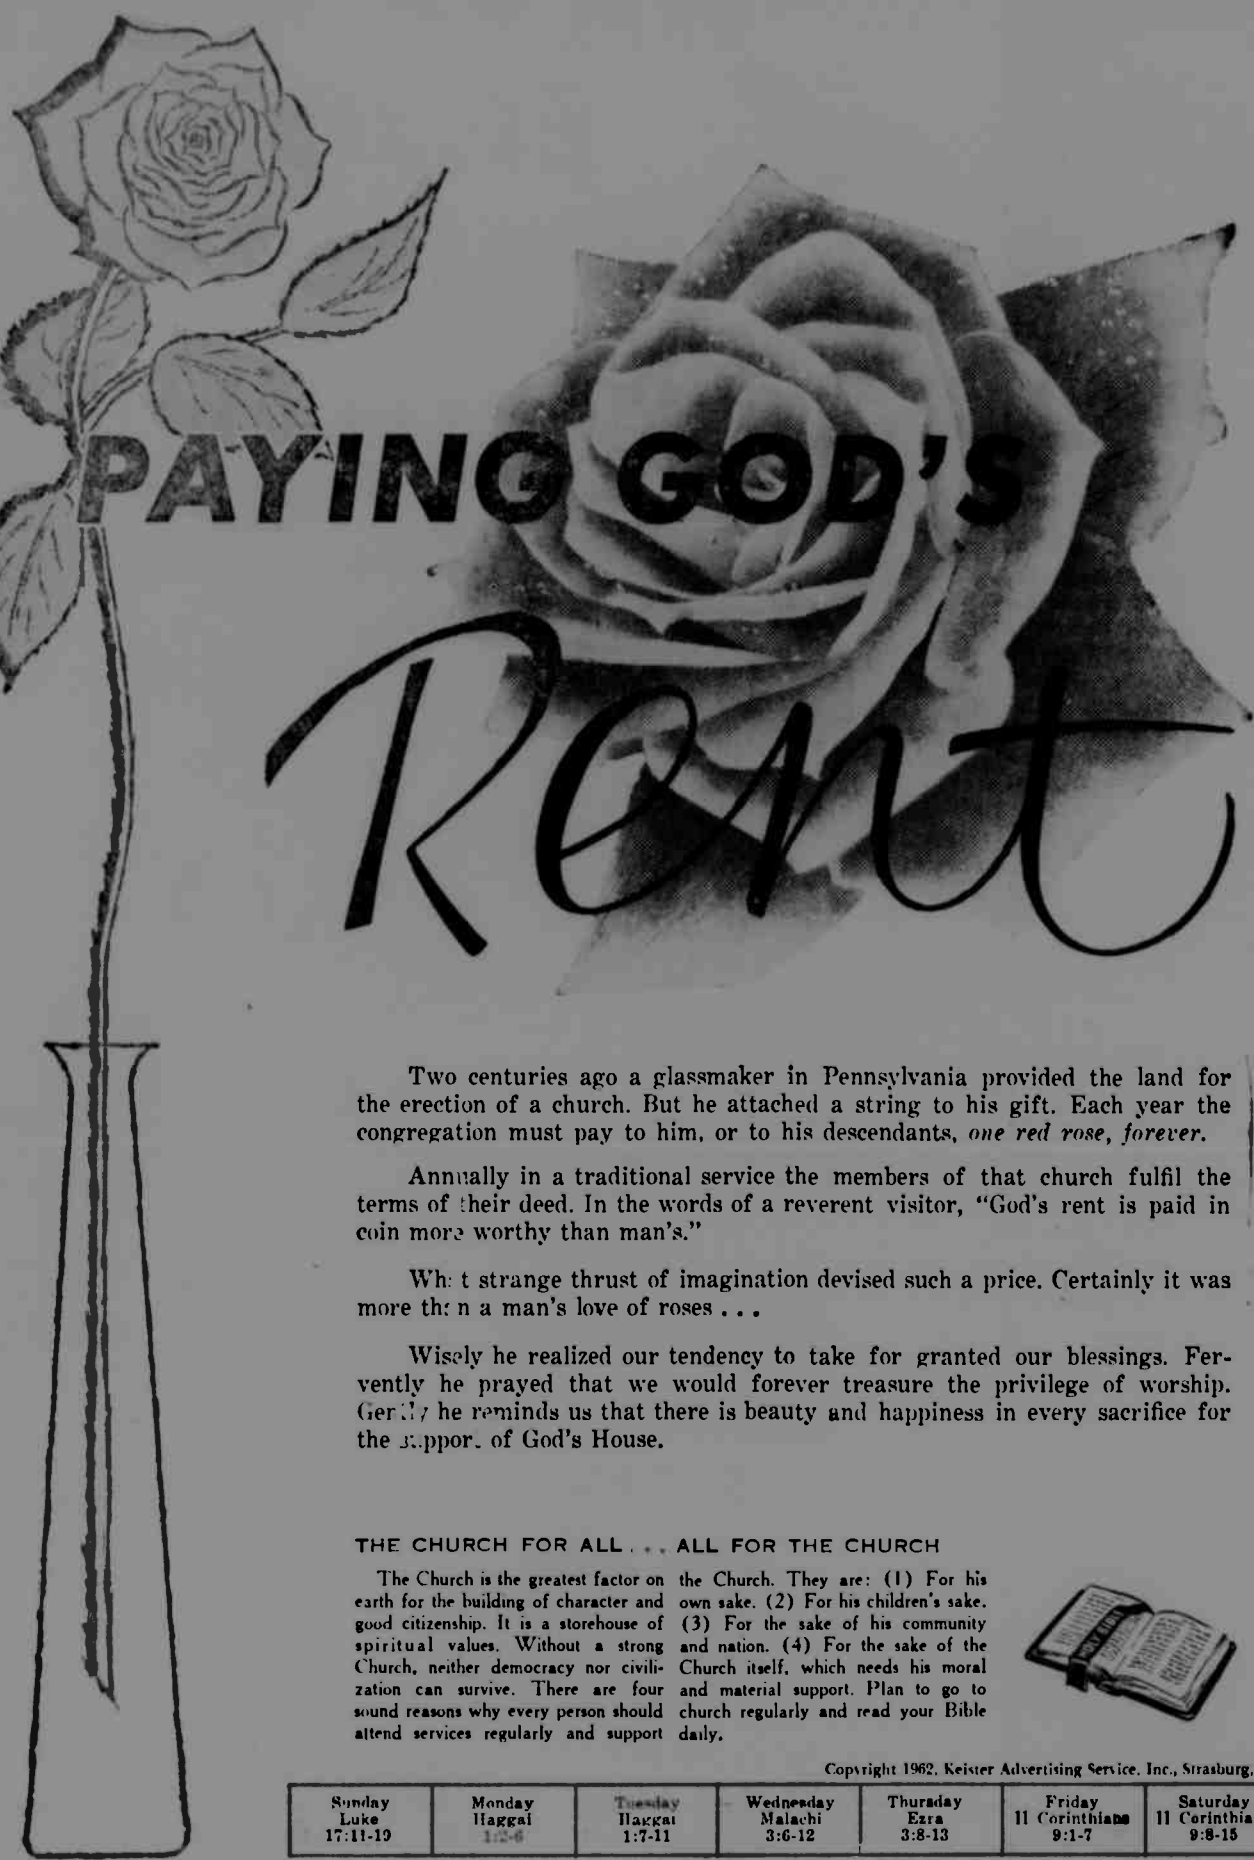 PAYING GOD'S
Rent
Two centuries ago a glassmaker in Pennsylvania provided the land for
the erection of a church. But he attached a string to his gift. Each year the
congregation must pay to him, or to his descendants, one red rose, forever.
Annually in a traditional service the members of that church fulfil the
terms of their deed. In the words of a reverent visitor, "God's rent is paid in
coin more worthy than man's."
What strange thrust of imagination devised such a price. Certainly it was
more than a man's love of roses . . .
Wisely he realized our tendency to take for granted our blessings. Fer-
vently he prayed that we would forever treasure the privilege of worship.
he reminds us that there is beauty and happiness in every sacrifice for
the support of God's House.
THE CHURCH FOR ALL . . . ALL FOR THE CHURCH
The Church is the greatest factor on
earth for the building of character and
good citizenship. It is a storehouse of
spiritual values. Without a strong
Church, neither democracy nor civili-
zation can survive. There are four
sound reasons why every person should
attend services regularly and support
the Church. They are: (1) For his
own sake. (2) For his children's sake.
(3) For the sake of his community
and nation. (4) For the sake of the
Church itself, which needs his moral
and material support. Plan to go to
church regularly and read your Bible
daily.
HOLY BIBLE
Copyright 1962, Keister Advertising Service, Inc., Strasburg,
Sunday
Luke
17:11-19
Monday
Haggai
1:2-6
Tuesday
Haggai
1:7-11
Wednesday
Malachi
3:6-12
Thursday
Ezra
3:8-13
Friday
II Corinthians
9:1-7
Saturday
II Corinthia
9:8-15